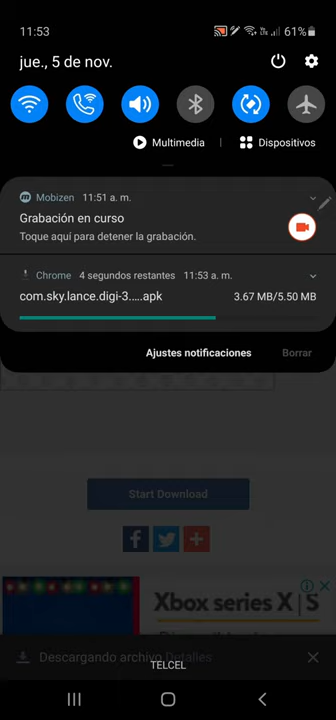 11:53
61%
jue., 5 de nov.
Multimedia | Dispositivos
Mobizen 11:51 a. m.
Grabación en curso
Toque aquí para detener la grabación.
Chrome 4 segundos restantes 11:53 a. m.
com.sky.lance.digi-3.....apk 3.67 MB/5.50 MB
Ajustes notificaciones Borrar
Start Download
Xbox series X|S
Descargando archivo Detalles
TELCEL